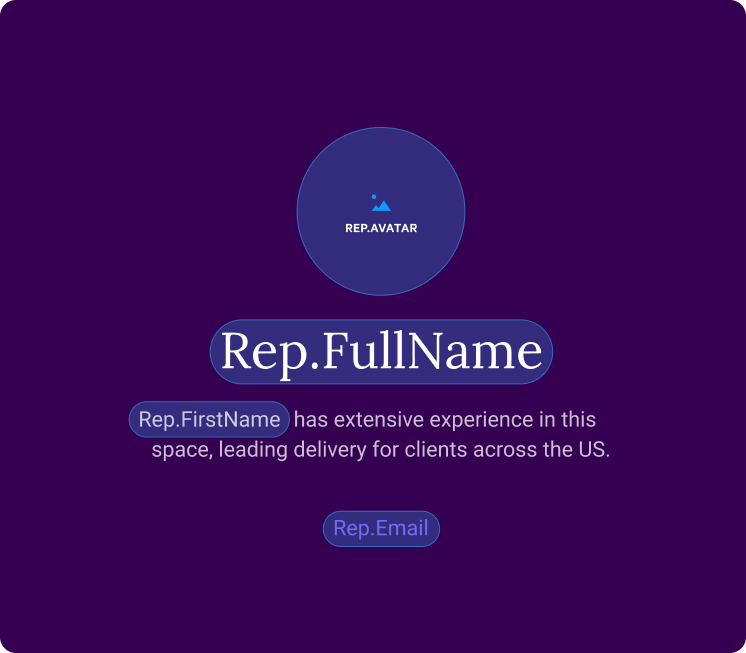 REP.AVATAR
Rep.FullName
Rep.FirstName has extensive experience in this
space, leading delivery for clients across the US.
Rep.Email